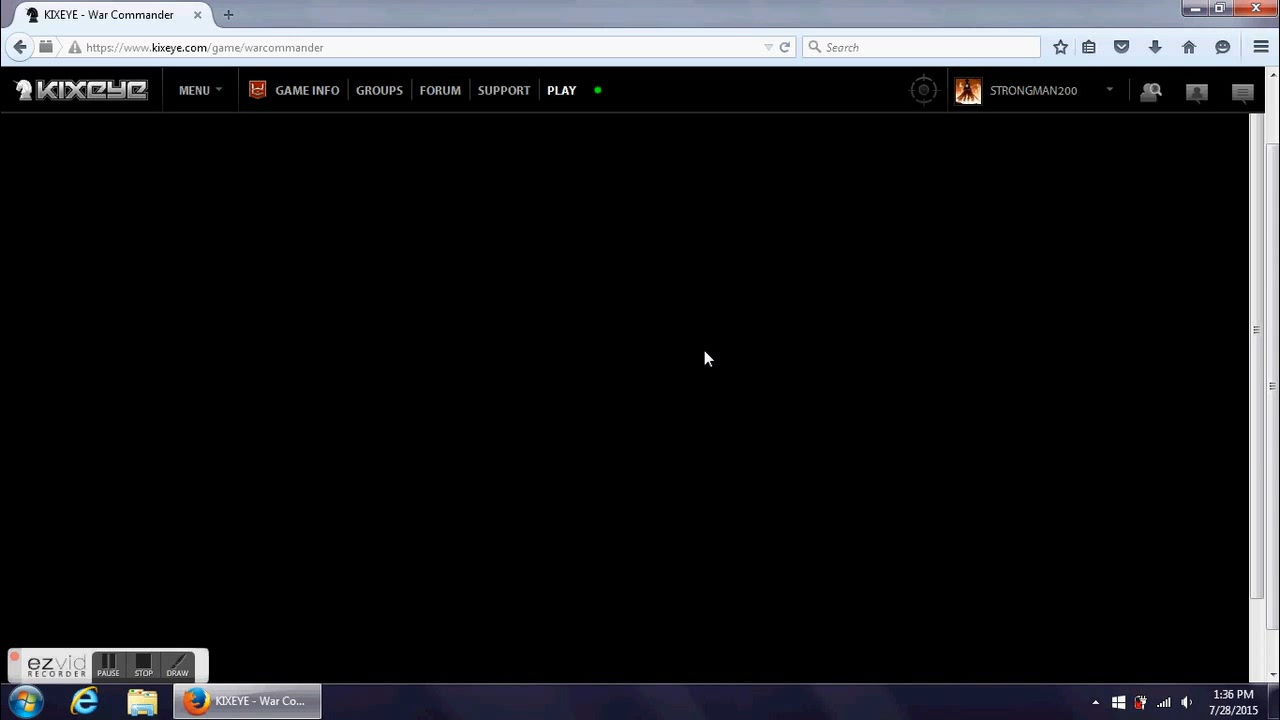 KIXEYE - War Commander
https://www.kixeye.com/game/warcommander
Search
KIXEYE
MENU
GAME INFO
GROUPS
FORUM
SUPPORT
PLAY
STRONGMAN200
ezvid
RECORDER
PAUSE
STOP
DRAW
KIXEYE - War Co...
1:36 PM
7/28/2015